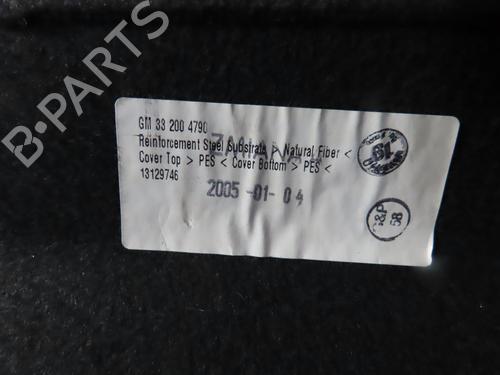 GM 33 200 4790
Reinforcement Steel Substrate > Natural Fiber <
Cover Top > PES < Cover Bottom > PES <
13129746
2005 -01- 04
58
B-PARTS